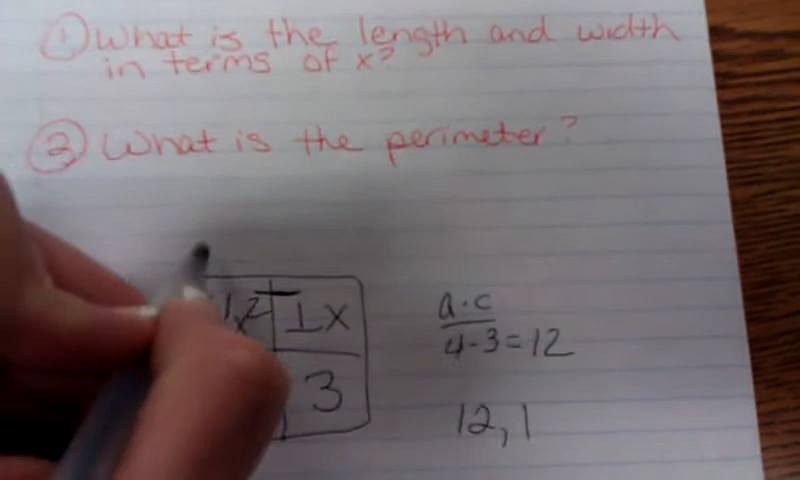 ① What is the length and width
in terms of x?
② What is the perimeter?
x² 1x
3
a·c
4·3=12
12,1